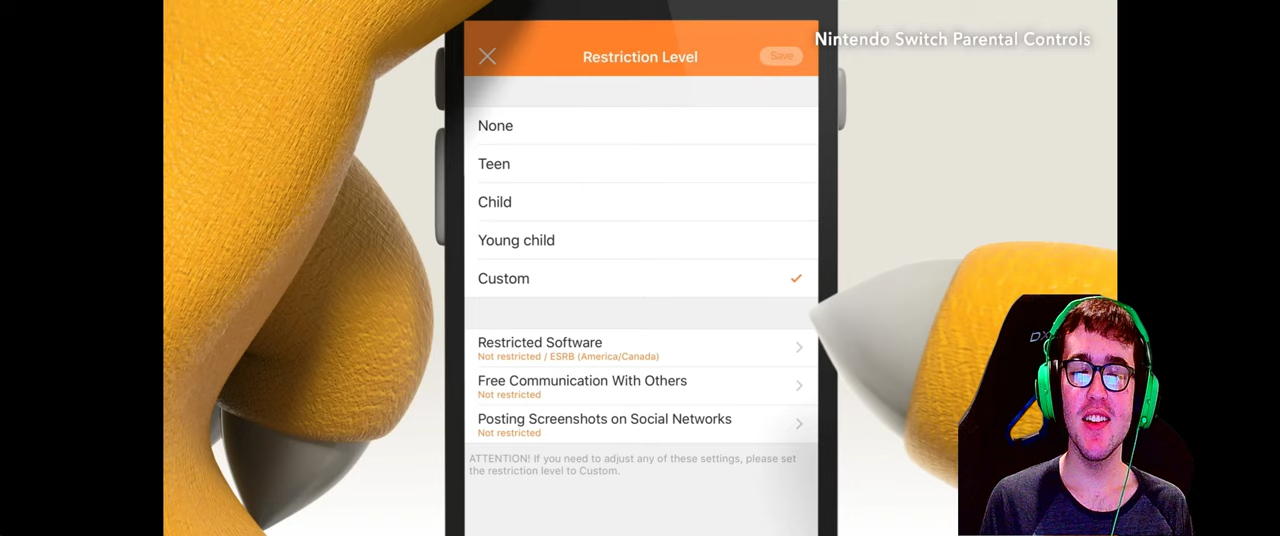 Nintendo Switch Parental Controls
Restriction Level
Save
None
Teen
Child
Young child
Custom
Restricted Software
Not restricted / ESRB (America/Canada)
Free Communication With Others
Not restricted
Posting Screenshots on Social Networks
Not restricted
ATTENTION! If you need to adjust any of these settings, please set
the restriction level to Custom.